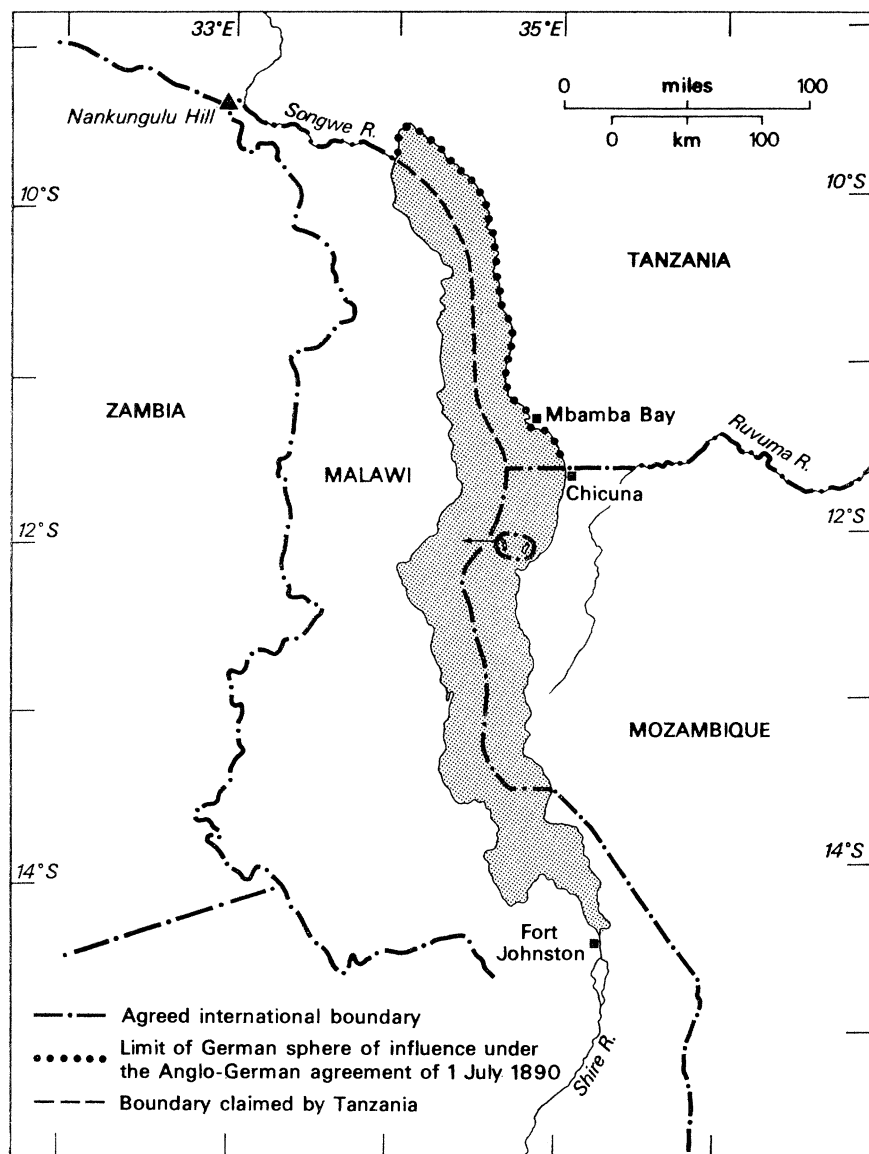 33°E
35°E
0 miles 100
0 km 100
Nankungulu Hill
Songwe R.
10°S
10°S
TANZANIA
ZAMBIA
Mbamba Bay
Ruvuma R.
MALAWI
Chicuna
12°S
12°S
MOZAMBIQUE
14°S
14°S
Fort
Johnston
Shire R.
Agreed international boundary
Limit of German sphere of influence under
the Anglo-German agreement of 1 July 1890
Boundary claimed by Tanzania